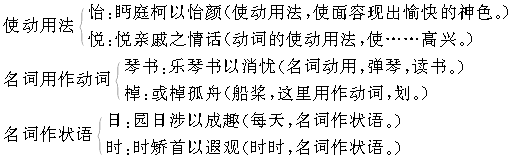 使动用法
怡:眄庭柯以怡颜(使动用法,使面容现出愉快的神色。)
悦:悦亲戚之情话(动词的使动用法,使……高兴。)
名词用作动词
琴书:乐琴书以消忧(名词动用,弹琴,读书。)
棹:或棹孤舟(船桨,这里用作动词,划。)
名词作状语
日:园日涉以成趣(每天,名词作状语。)
时:时矫首以遐观(时时,名词作状语。)